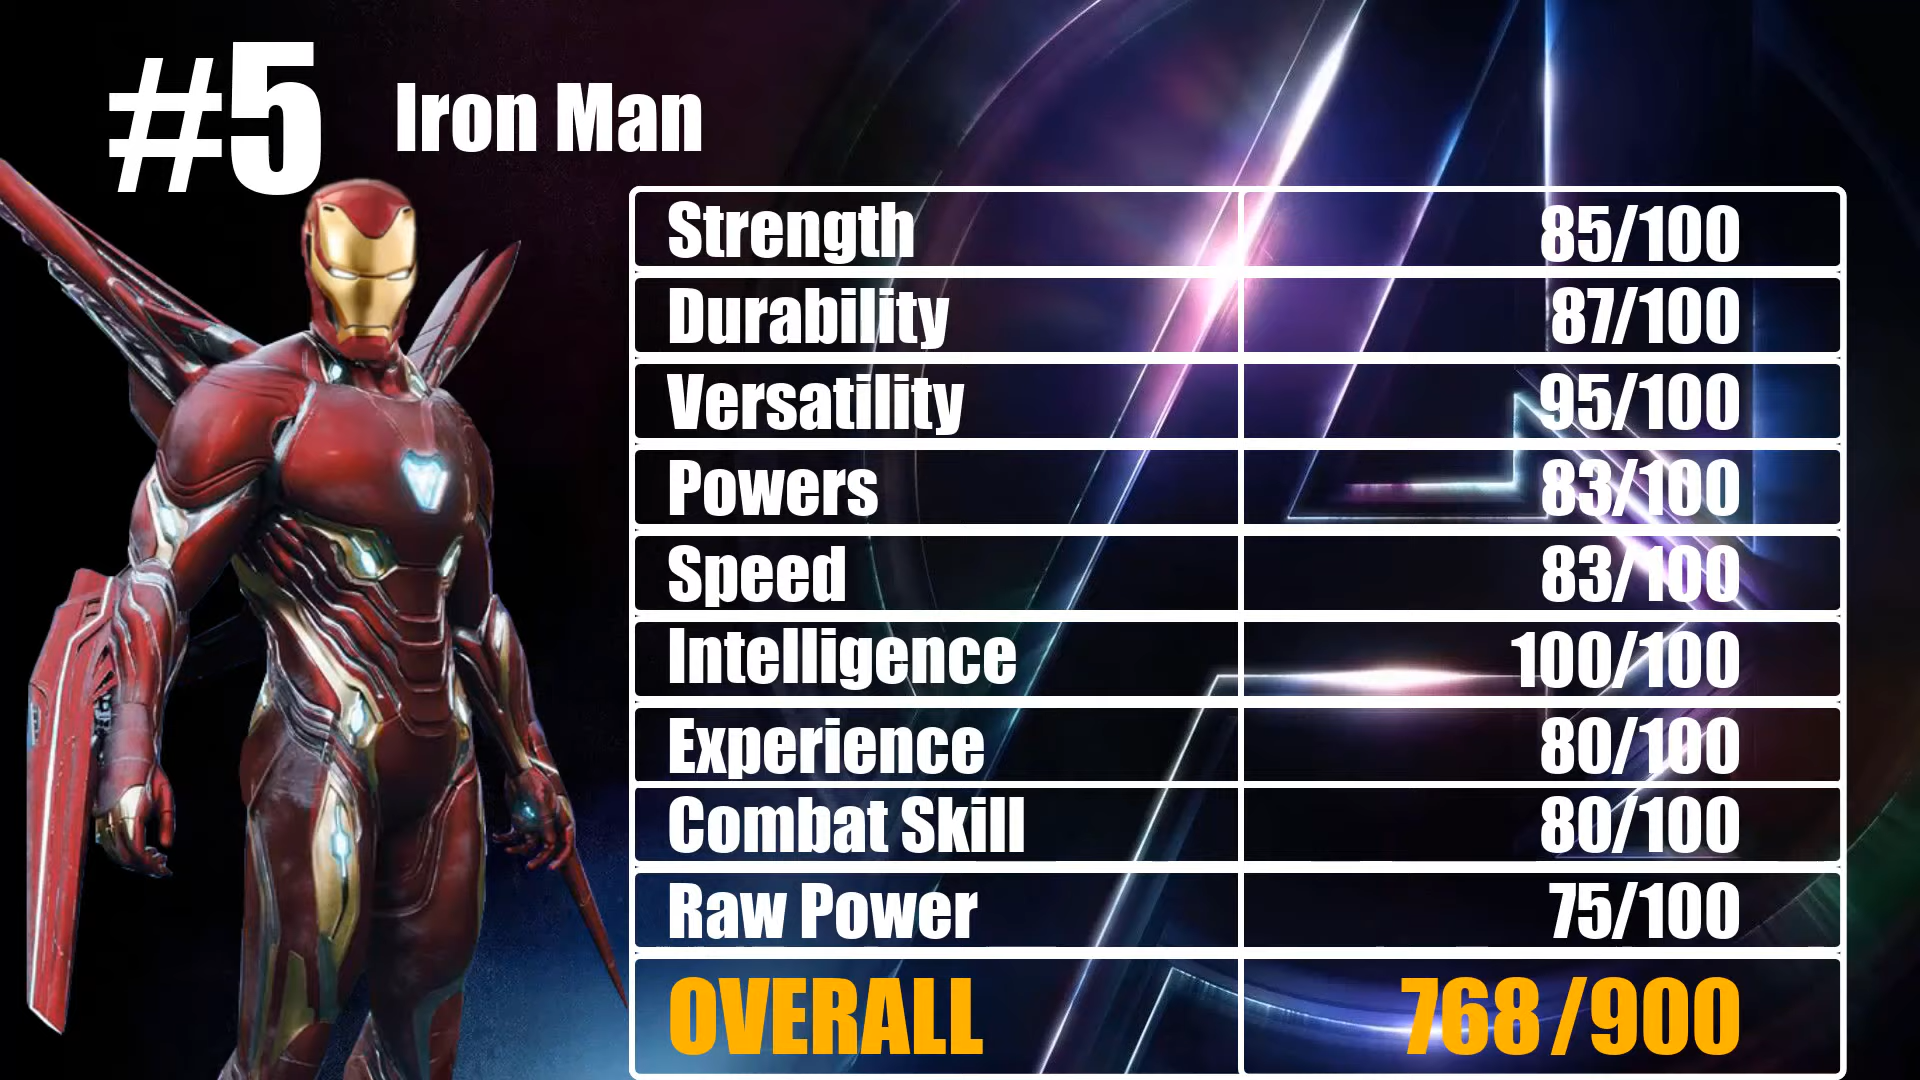 #5 Iron Man
Strength 85/100
Durability 87/100
Versatility 95/100
Powers 83/100
Speed 83/100
Intelligence 100/100
Experience 80/100
Combat Skill 80/100
Raw Power 75/100
OVERALL 768/900